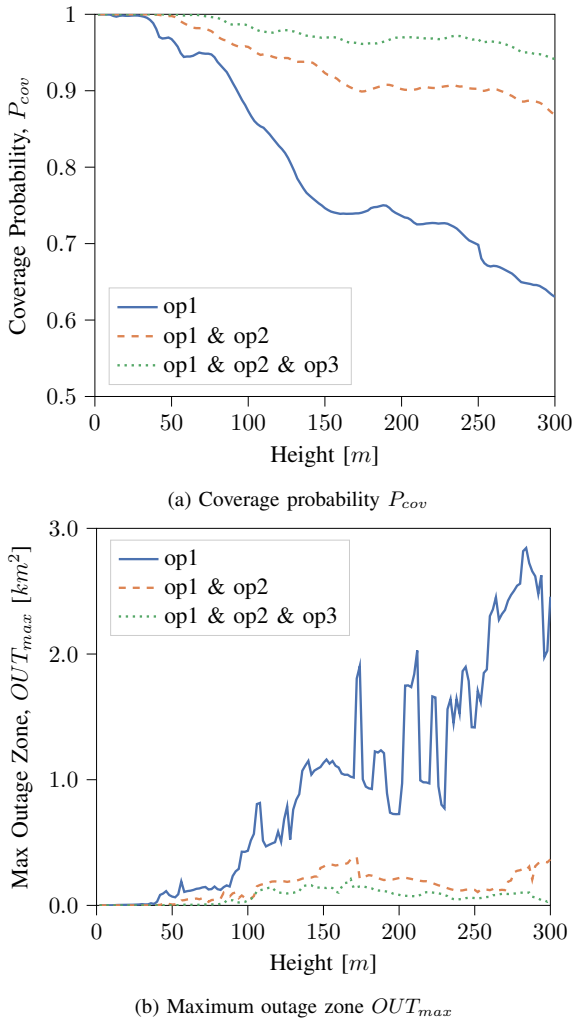 1
0.9
0.8
0.7
0.6
0.5
Coverage Probability, P_cov
op1
op1 & op2
op1 & op2 & op3
0 50 100 150 200 250 300
Height [m]
(a) Coverage probability P_cov
3.0
2.0
1.0
0.0
Max Outage Zone, OUT_max [km²]
op1
op1 & op2
op1 & op2 & op3
0 50 100 150 200 250 300
Height [m]
(b) Maximum outage zone OUT_max